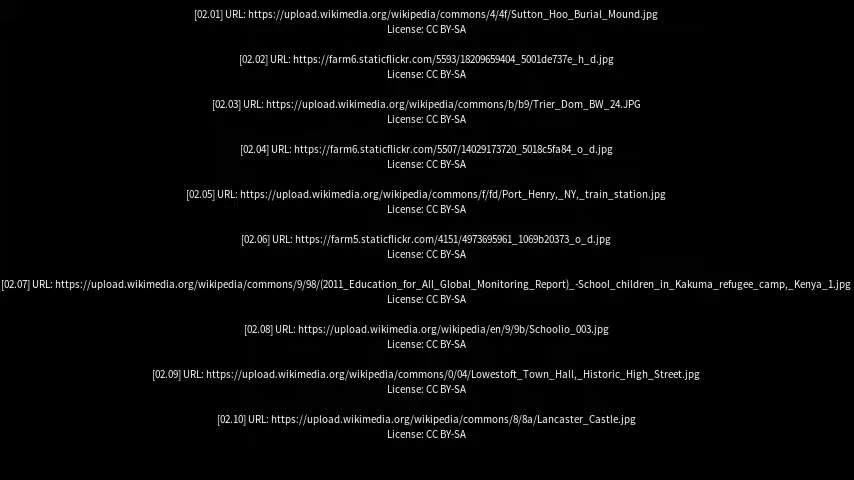 [02.01] URL: https://upload.wikimedia.org/wikipedia/commons/4/4f/Sutton_Hoo_Burial_Mound.jpg
License: CC BY-SA
[02.02] URL: https://farm6.staticflickr.com/5593/18209659404_5001de737e_h_d.jpg
License: CC BY-SA
[02.03] URL: https://upload.wikimedia.org/wikipedia/commons/b/b9/Trier_Dom_BW_24.JPG
License: CC BY-SA
[02.04] URL: https://farm6.staticflickr.com/5507/14029173720_5018c5fa84_o_d.jpg
License: CC BY-SA
[02.05] URL: https://upload.wikimedia.org/wikipedia/commons/f/fd/Port_Henry,_NY,_train_station.jpg
License: CC BY-SA
[02.06] URL: https://farm5.staticflickr.com/4151/4973695961_1069b20373_o_d.jpg
License: CC BY-SA
[02.07] URL: https://upload.wikimedia.org/wikipedia/commons/9/98/(2011_Education_for_All_Global_Monitoring_Report)_-School_children_in_Kakuma_refugee_camp,_Kenya_1.jpg
License: CC BY-SA
[02.08] URL: https://upload.wikimedia.org/wikipedia/en/9/9b/Schoolio_003.jpg
License: CC BY-SA
[02.09] URL: https://upload.wikimedia.org/wikipedia/commons/0/04/Lowestoft_Town_Hall,_Historic_High_Street.jpg
License: CC BY-SA
[02.10] URL: https://upload.wikimedia.org/wikipedia/commons/8/8a/Lancaster_Castle.jpg
License: CC BY-SA